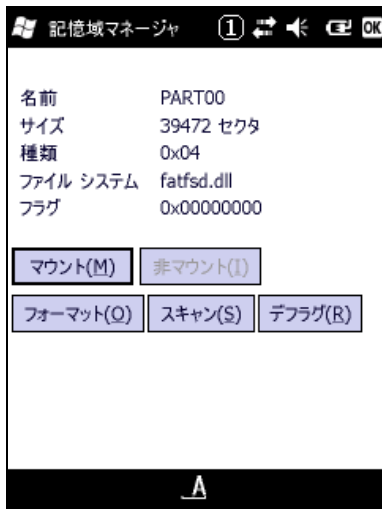 記憶域マネージャ 1 OK
名前 PART00
サイズ 39472 セクタ
種類 0x04
ファイル システム fatfsd.dll
フラグ 0x00000000
マウント(M) 非マウント(I)
フォーマット(O) スキャン(S) デフラグ(R)
A